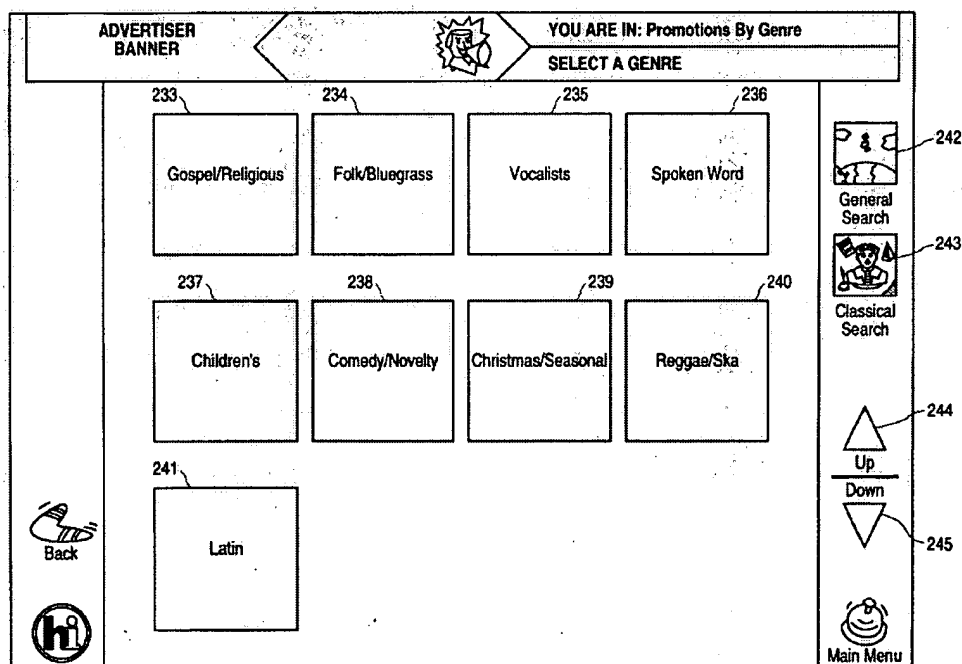 ADVERTISER
BANNER
YOU ARE IN: Promotions By Genre
SELECT A GENRE
233
234
235
236
Gospel/Religious
Folk/Bluegrass
Vocalists
Spoken Word
242
General
Search
243
Classical
Search
237
238
239
240
Children's
Comedy/Novelty
Christmas/Seasonal
Reggae/Ska
244
Up
Down
245
241
Latin
Back
hi
Main Menu